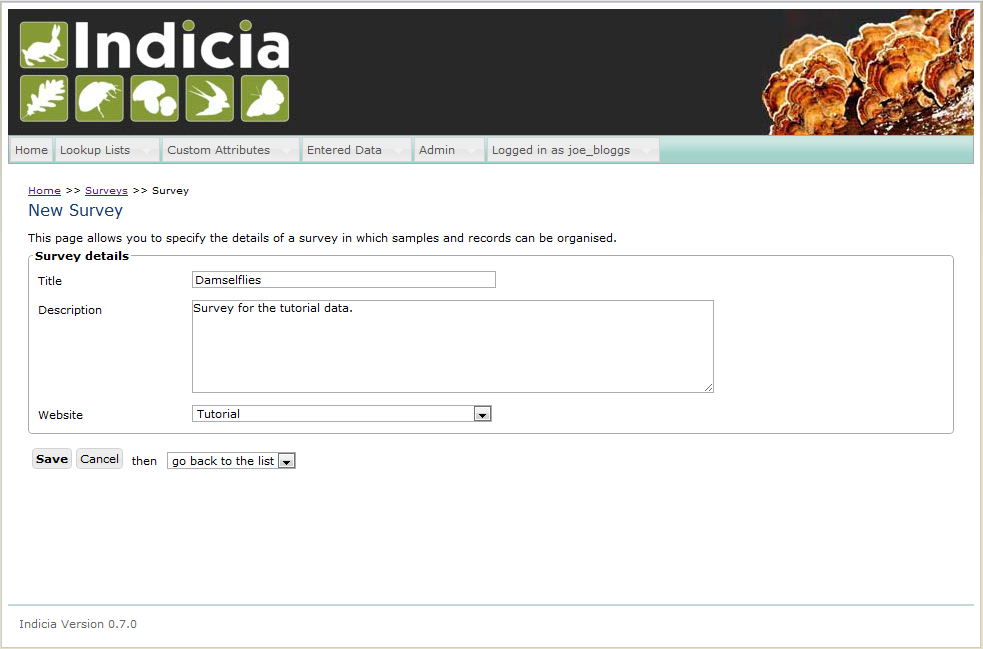 Indicia
Home Lookup Lists Custom Attributes Entered Data Admin Logged in as joe_bloggs
Home >> Surveys >> Survey
New Survey
This page allows you to specify the details of a survey in which samples and records can be organised.
Survey details
Title Damselflies
Description Survey for the tutorial data.
Website Tutorial
Save Cancel then go back to the list
Indicia Version 0.7.0